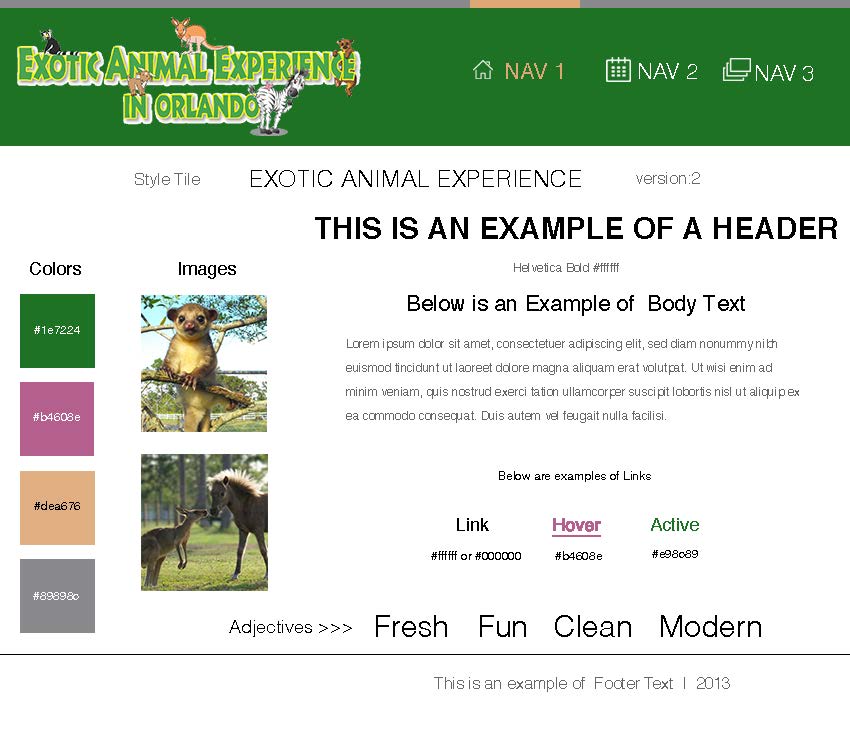 EXOTIC ANIMAL EXPERIENCE
IN ORLANDO
NAV 1
NAV 2
NAV 3
Style Tile
EXOTIC ANIMAL EXPERIENCE
version:2
THIS IS AN EXAMPLE OF A HEADER
Helvetica Bold #ffffff
Colors
Images
Below is an Example of Body Text
#1e7224
#b4608e
#dea676
#89898c
Lorem ipsum dolor sit amet, consectetuer adipiscing elit, sed diam nonummy nibh
euismod tincidunt ut laoreet dolore magna aliquam erat volutpat. Ut wisi enim ad
minim veniam, quis nostrud exerci tation ullamcorper suscipit lobortis nisl ut aliquip ex
ea commodo consequat. Duis autem vel feugait nulla facilisi.
Below are examples of Links
Link
Hover
Active
#ffffff or #000000
#b4608e
#e98c89
Adjectives >>> Fresh Fun Clean Modern
This is an example of Footer Text | 2013